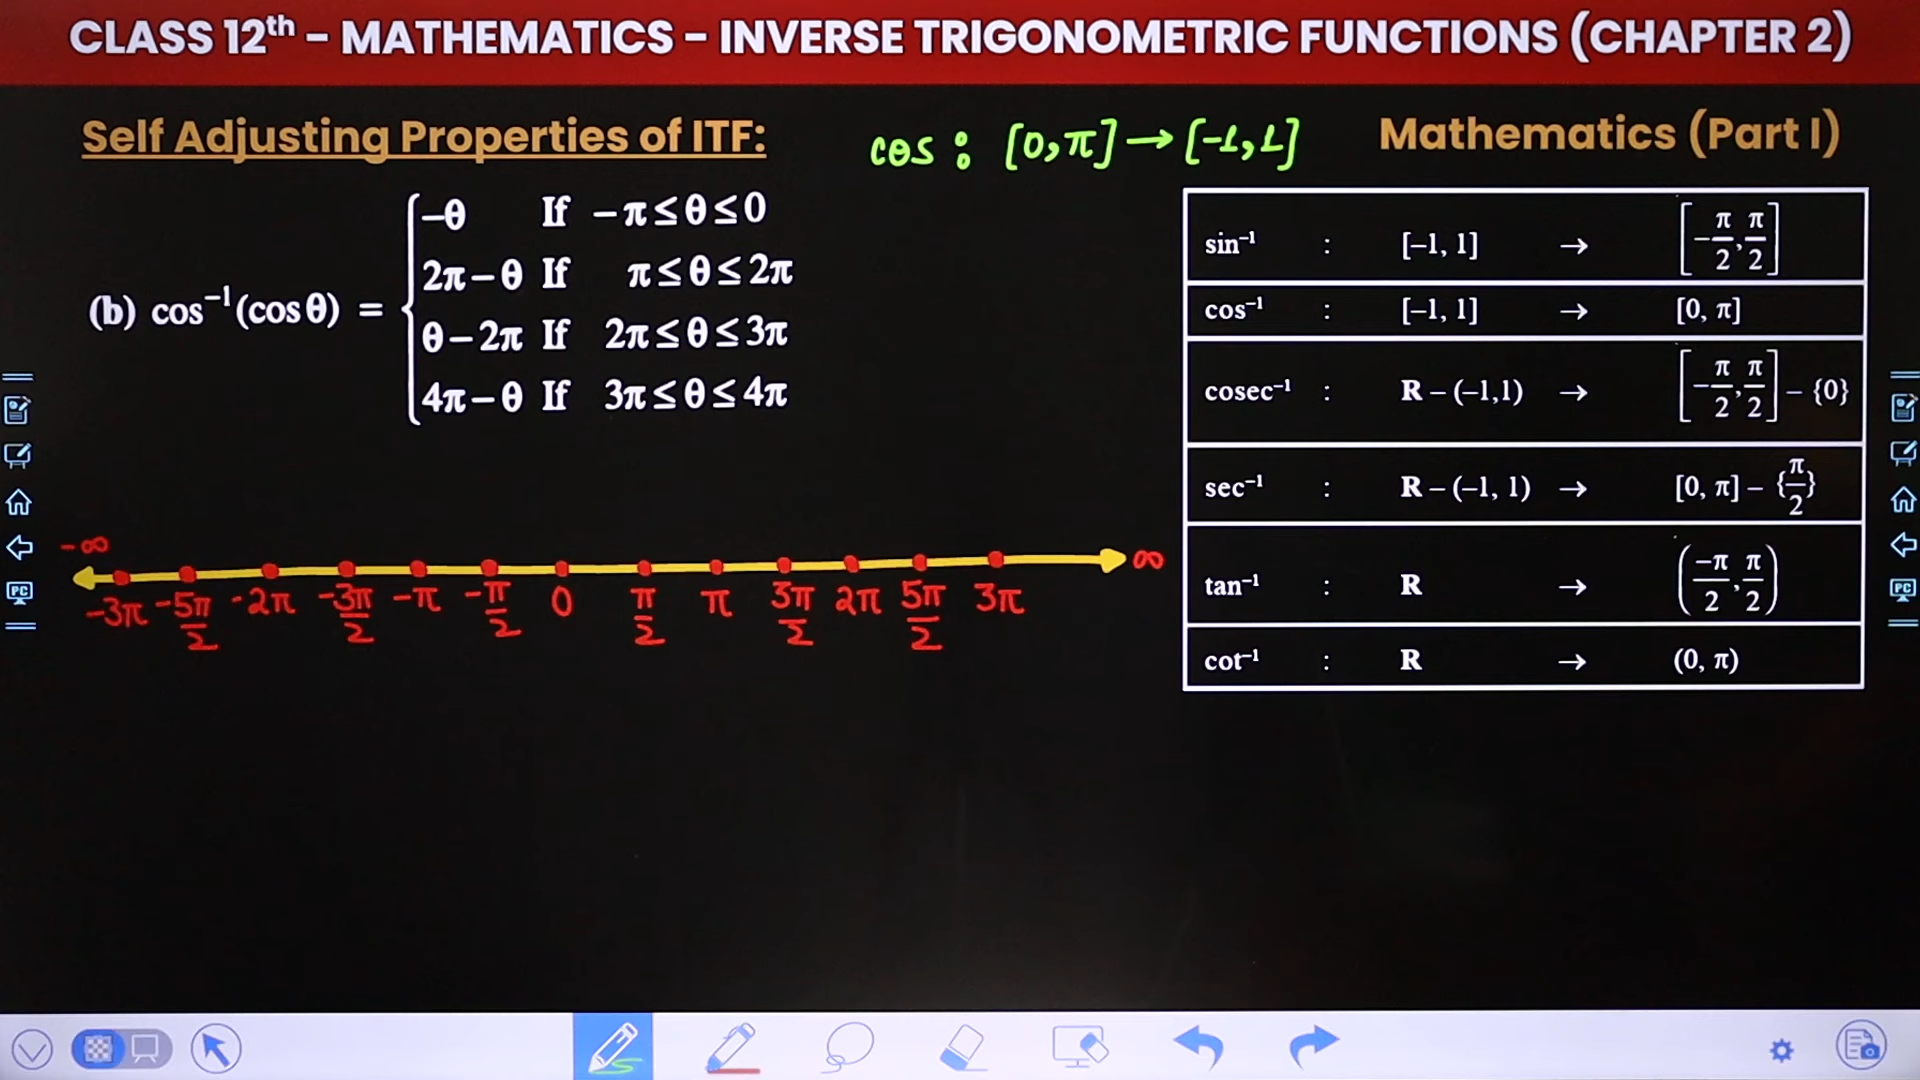 CLASS 12th - MATHEMATICS - INVERSE TRIGONOMETRIC FUNCTIONS (CHAPTER 2)
Self Adjusting Properties of ITF:
cos : [0,π] → [-1,1]
Mathematics (Part I)
(b) cos⁻¹(cos θ) =
-θ If -π ≤ θ ≤ 0
2π - θ If π ≤ θ ≤ 2π
θ - 2π If 2π ≤ θ ≤ 3π
4π - θ If 3π ≤ θ ≤ 4π
sin⁻¹ : [-1, 1] → [-π/2, π/2]
cos⁻¹ : [-1, 1] → [0, π]
cosec⁻¹ : R - (-1,1) → [-π/2, π/2] - {0}
sec⁻¹ : R - (-1, 1) → [0, π] - {π/2}
tan⁻¹ : R → (-π/2, π/2)
cot⁻¹ : R → (0, π)
-∞ ∞
-3π -5π/2 -2π -3π/2 -π -π/2 0 π/2 π 3π/2 2π 5π/2 3π
PC PC